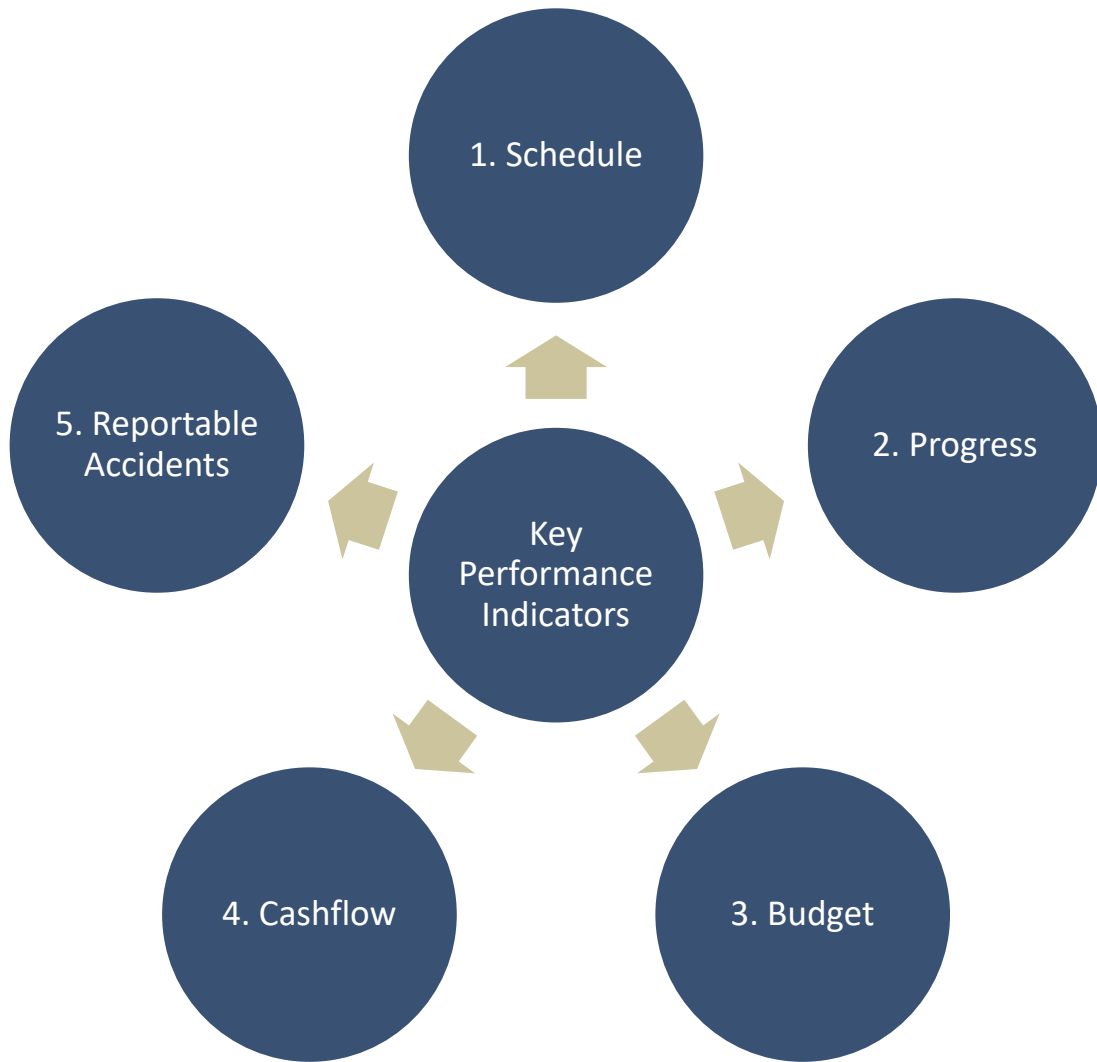 1. Schedule
2. Progress
3. Budget
4. Cashflow
5. Reportable
Accidents
Key
Performance
Indicators